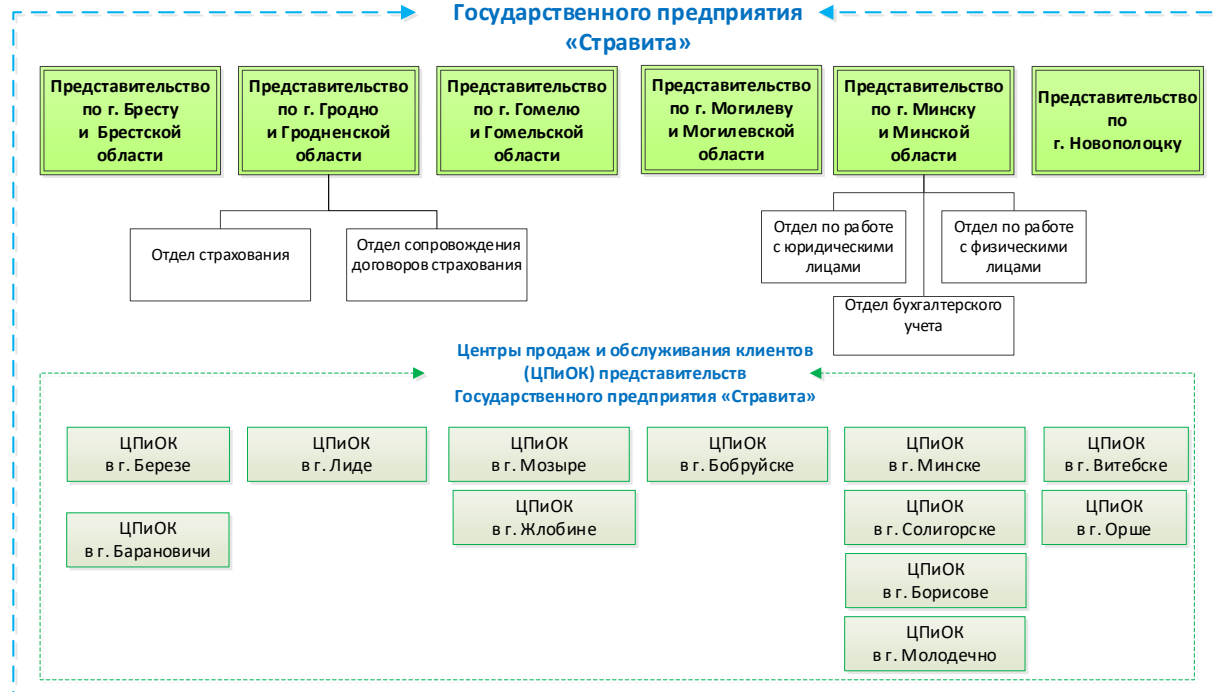 Государственного предприятия
«Стравита»
Представительство
по г. Бресту
и Брестской
области
Представительство
по г. Гродно
и Гродненской
области
Представительство
по г. Гомелю
и Гомельской
области
Представительство
по г. Могилеву
и Могилевской
области
Представительство
по г. Минску
и Минской
области
Представительство
по
г. Новополоцку
Отдел страхования
Отдел сопровождения
договоров страхования
Отдел по работе
с юридическими
лицами
Отдел по работе
с физическими
лицами
Отдел бухгалтерского
учета
Центры продаж и обслуживания клиентов
(ЦПиОК) представительств
Государственного предприятия «Стравита»
ЦПиОК
в г. Березе
ЦПиОК
в г. Лиде
ЦПиОК
в г. Мозыре
ЦПиОК
в г. Бобруйске
ЦПиОК
в г. Минске
ЦПиОК
в г. Витебске
ЦПиОК
в г. Барановичи
ЦПиОК
в г. Жлобине
ЦПиОК
в г. Солигорске
ЦПиОК
в г. Орше
ЦПиОК
в г. Борисове
ЦПиОК
в г. Молодечно